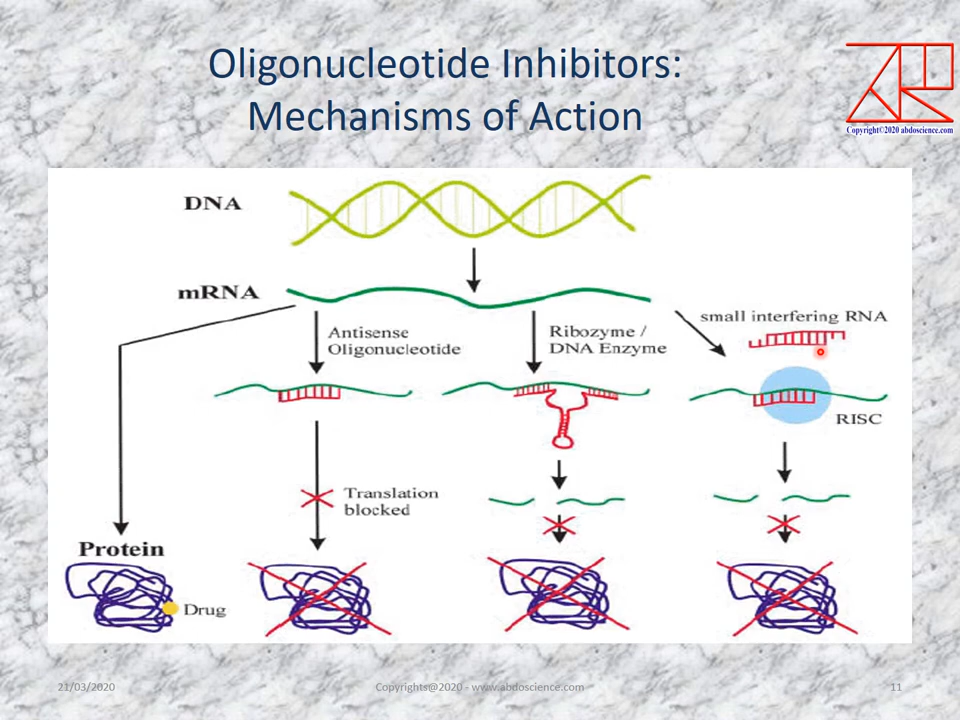 Oligonucleotide Inhibitors:
Mechanisms of Action
Copyright©2020 abdoscience.com
DNA
mRNA
small interfering RNA
Antisense
Oligonucleotide
Ribozyme /
DNA Enzyme
RISC
Translation
blocked
Protein
Drug
21/03/2020
Copyrights@2020 - www.abdoscience.com
11